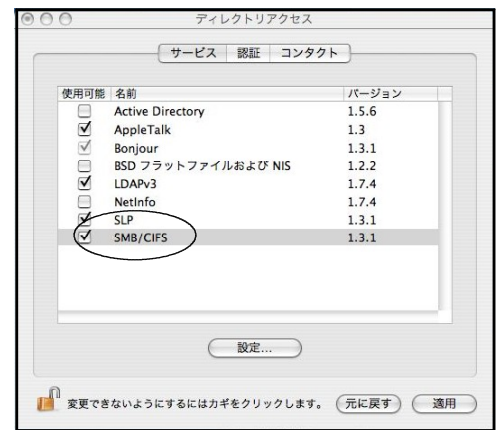 ディレクトリアクセス
サービス 認証 コンタクト
使用可能 名前 バージョン
Active Directory 1.5.6
AppleTalk 1.3
Bonjour 1.3.1
BSD フラットファイルおよび NIS 1.2.2
LDAPv3 1.7.4
NetInfo 1.7.4
SLP 1.3.1
SMB/CIFS 1.3.1
設定...
変更できないようにするにはカギをクリックします。 元に戻す 適用